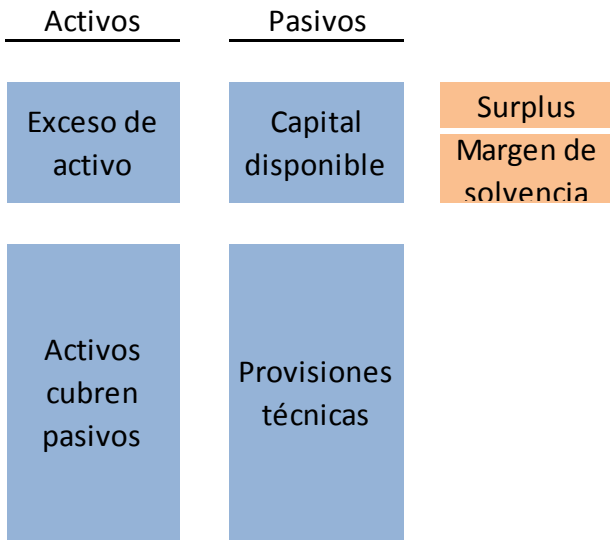 Activos
Pasivos
Exceso de
activo
Capital
disponible
Surplus
Margen de
solvencia
Activos
cubren
pasivos
Provisiones
técnicas